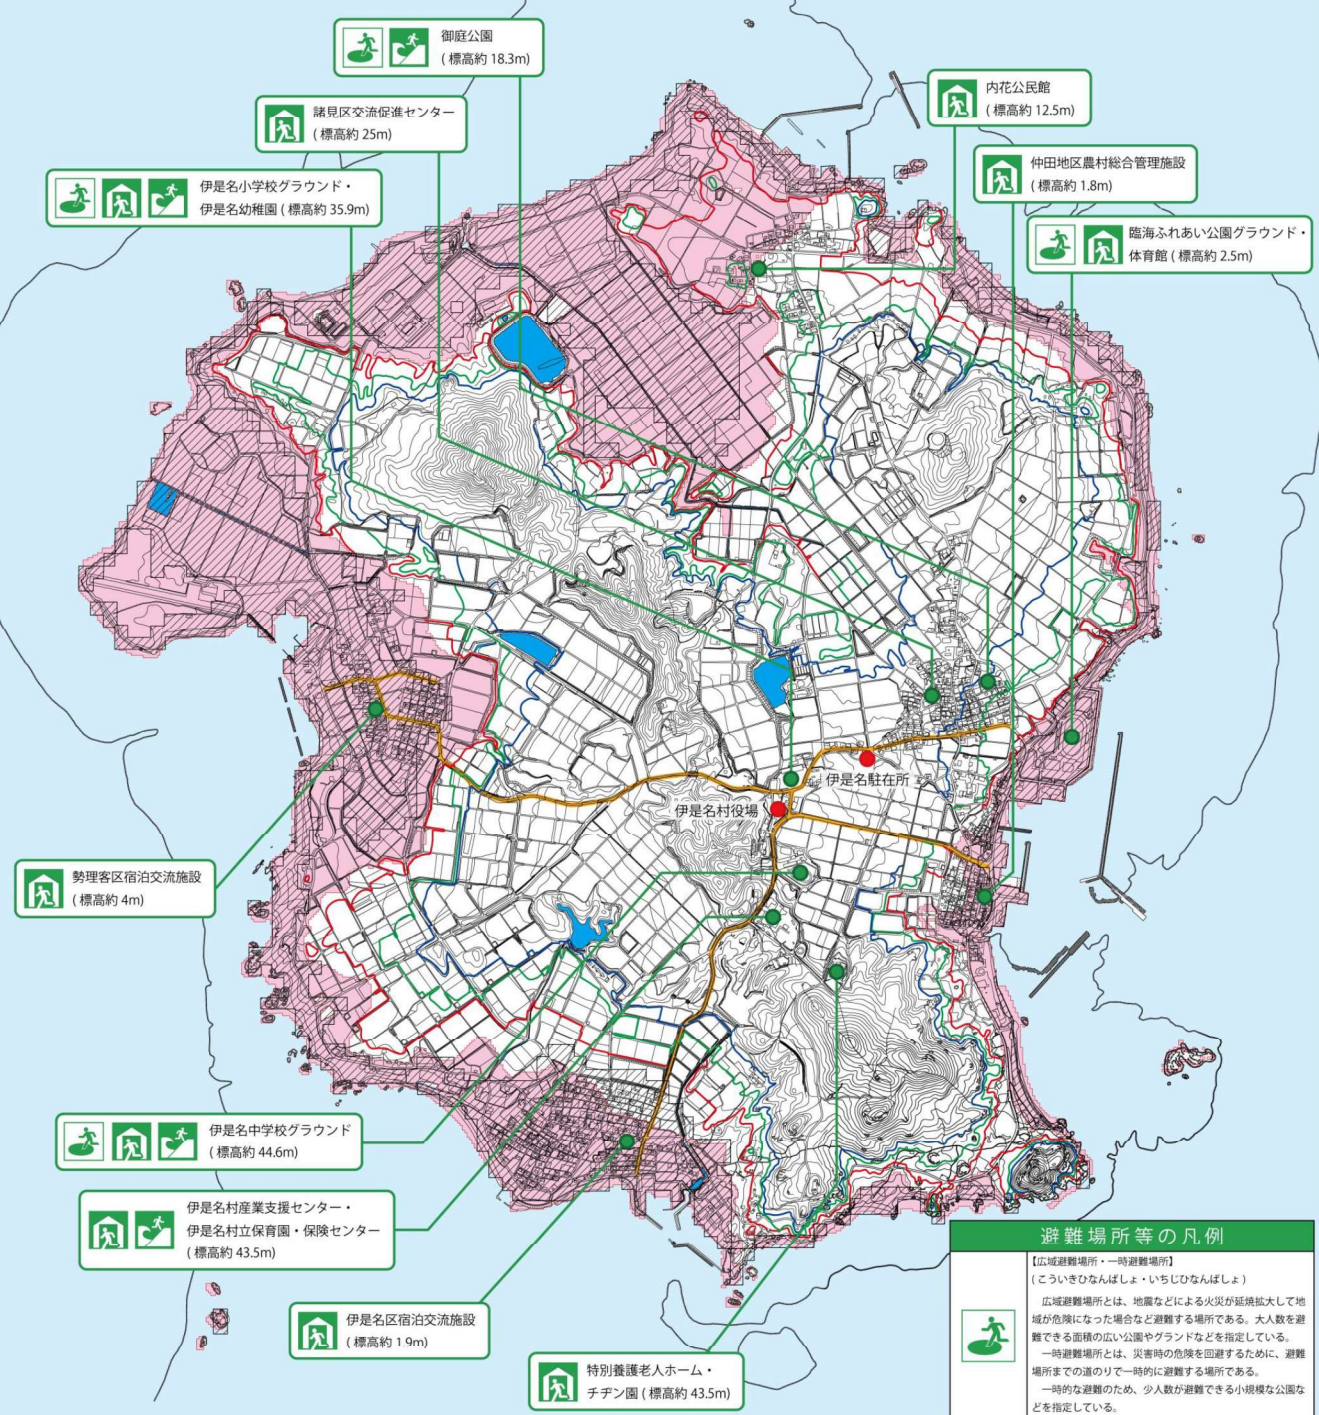 御庭公園
(標高約 18.3m)
諸見区交流促進センター
(標高約 25m)
伊是名小学校グラウンド・
伊是名幼稚園 (標高約 35.9m)
内花公民館
(標高約 12.5m)
仲田地区農村総合管理施設
(標高約 1.8m)
臨海ふれあい公園グラウンド・
体育館 (標高約 2.5m)
伊是名駐在所
伊是名村役場
勢理客区宿泊交流施設
(標高約 4m)
伊是名中学校グラウンド
(標高約 44.6m)
伊是名村産業支援センター・
伊是名村立保育園・保険センター
(標高約 43.5m)
伊是名区宿泊交流施設
(標高約 1.9m)
特別養護老人ホーム・
チヂン園 (標高約 43.5m)
避難場所等の凡例
【広域避難場所・一時避難場所】
(こういきひなんばしょ・いちじひなんばしょ)
広域避難場所とは、地震などによる火災が延焼拡大して地
域が危険になった場合など避難する場所である。大人数を避
難できる面積の広い公園やグランドなどを指定している。
一時避難場所とは、災害時の危険を回避するために、避難
場所までの道のりで一時的に避難する場所である。
一時的な避難のため、少人数が避難できる小規模な公園な
どを指定している。